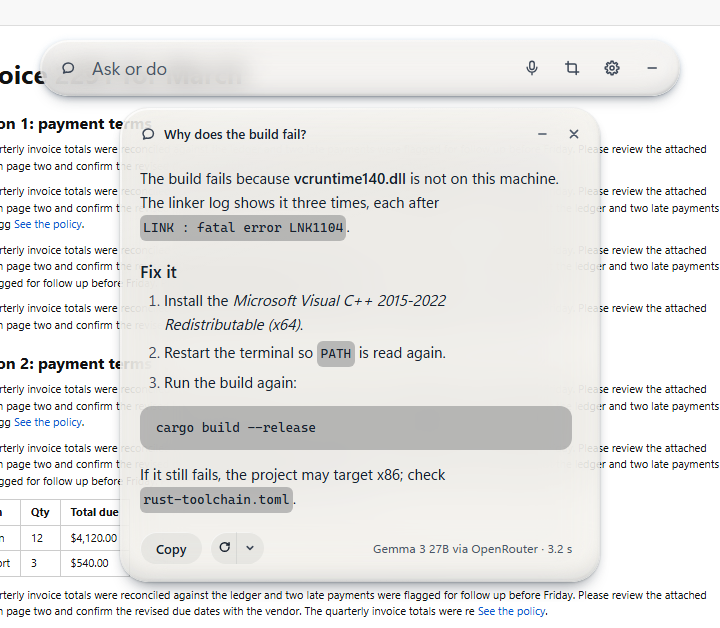 oice
Ask or do
on 1: payment terms
Why does the build fail?
rterly invoice totals were
Please review the attached
n page two and confirm the
The build fails because vcruntime140.dll is not on this machine.
The linker log shows it three times, each after
LINK : fatal error LNK1104.
rterly invoice totals were
Please review the attached
n page two and confirm the
and two late payments
gg See the policy.
rterly invoice totals were
Please review the attached
n page two and confirm the
and two late payments
gged for follow up before
Fix it
1. Install the Microsoft Visual C++ 2015-2022
Redistributable (x64).
rterly invoice totals were
Please review the attached
n page two and confirm the
2. Restart the terminal so PATH is read again.
on 2: payment terms
3. Run the build again:
rterly invoice totals were
Please review the attached
n page two and confirm the
and two late payments
gg See the policy.
cargo build --release
rterly invoice totals were
Please review the attached
n page two and confirm the
and two late payments
gged for follow up before
If it still fails, the project may target x86; check
rust-toolchain.toml.
Qty Total due
n 12 $4,120.00
ort 3 $540.00
Copy
Gemma 3 27B via OpenRouter · 3.2 s
rterly invoice totals were reconciled against the ledger and two late payments were flagged for follow up before Friday. Please review the attached
n page two and confirm the revised due dates with the vendor. The quarterly invoice totals were re See the policy.